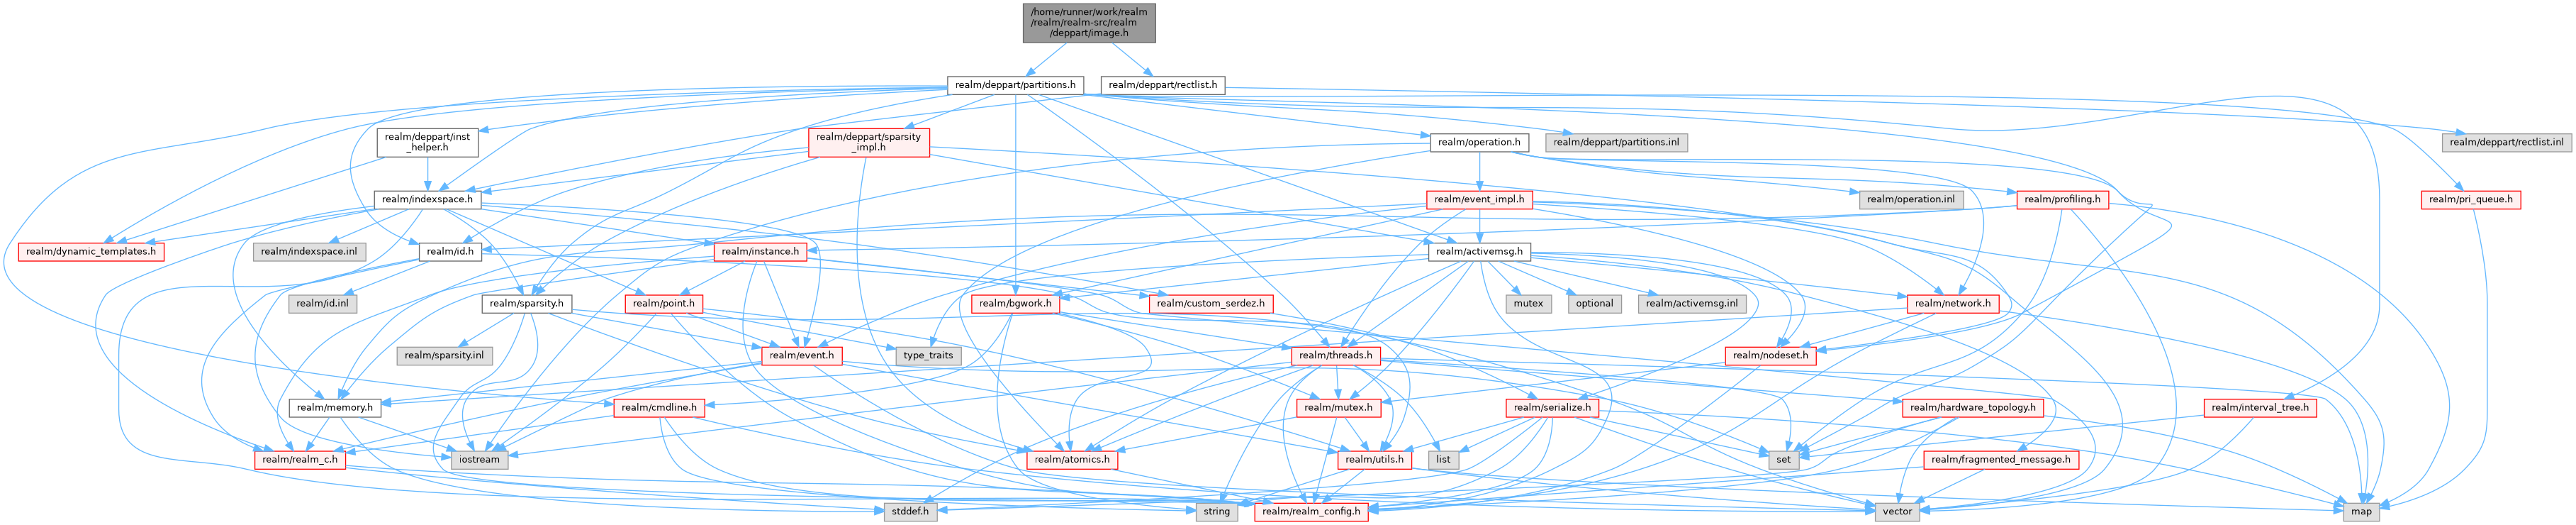 /home/runner/work/realm
/realm/realm-src/realm
/deppart/image.h
realm/deppart/partitions.h
realm/deppart/rectlist.h
realm/deppart/inst
_helper.h
realm/deppart/sparsity
_impl.h
realm/operation.h
realm/deppart/partitions.inl
realm/deppart/rectlist.inl
realm/indexspace.h
realm/event_impl.h
realm/operation.inl
realm/profiling.h
realm/pri_queue.h
realm/dynamic_templates.h
realm/indexspace.inl
realm/id.h
realm/instance.h
realm/activemsg.h
realm/id.inl
realm/sparsity.h
realm/point.h
realm/bgwork.h
realm/custom_serdez.h
mutex
optional
realm/activemsg.inl
realm/network.h
realm/sparsity.inl
realm/event.h
type_traits
realm/threads.h
realm/nodeset.h
realm/memory.h
realm/cmdline.h
realm/mutex.h
realm/serialize.h
realm/hardware_topology.h
realm/interval_tree.h
realm/realm_c.h
iostream
realm/atomics.h
realm/utils.h
list
set
realm/fragmented_message.h
stddef.h
string
realm/realm_config.h
vector
map